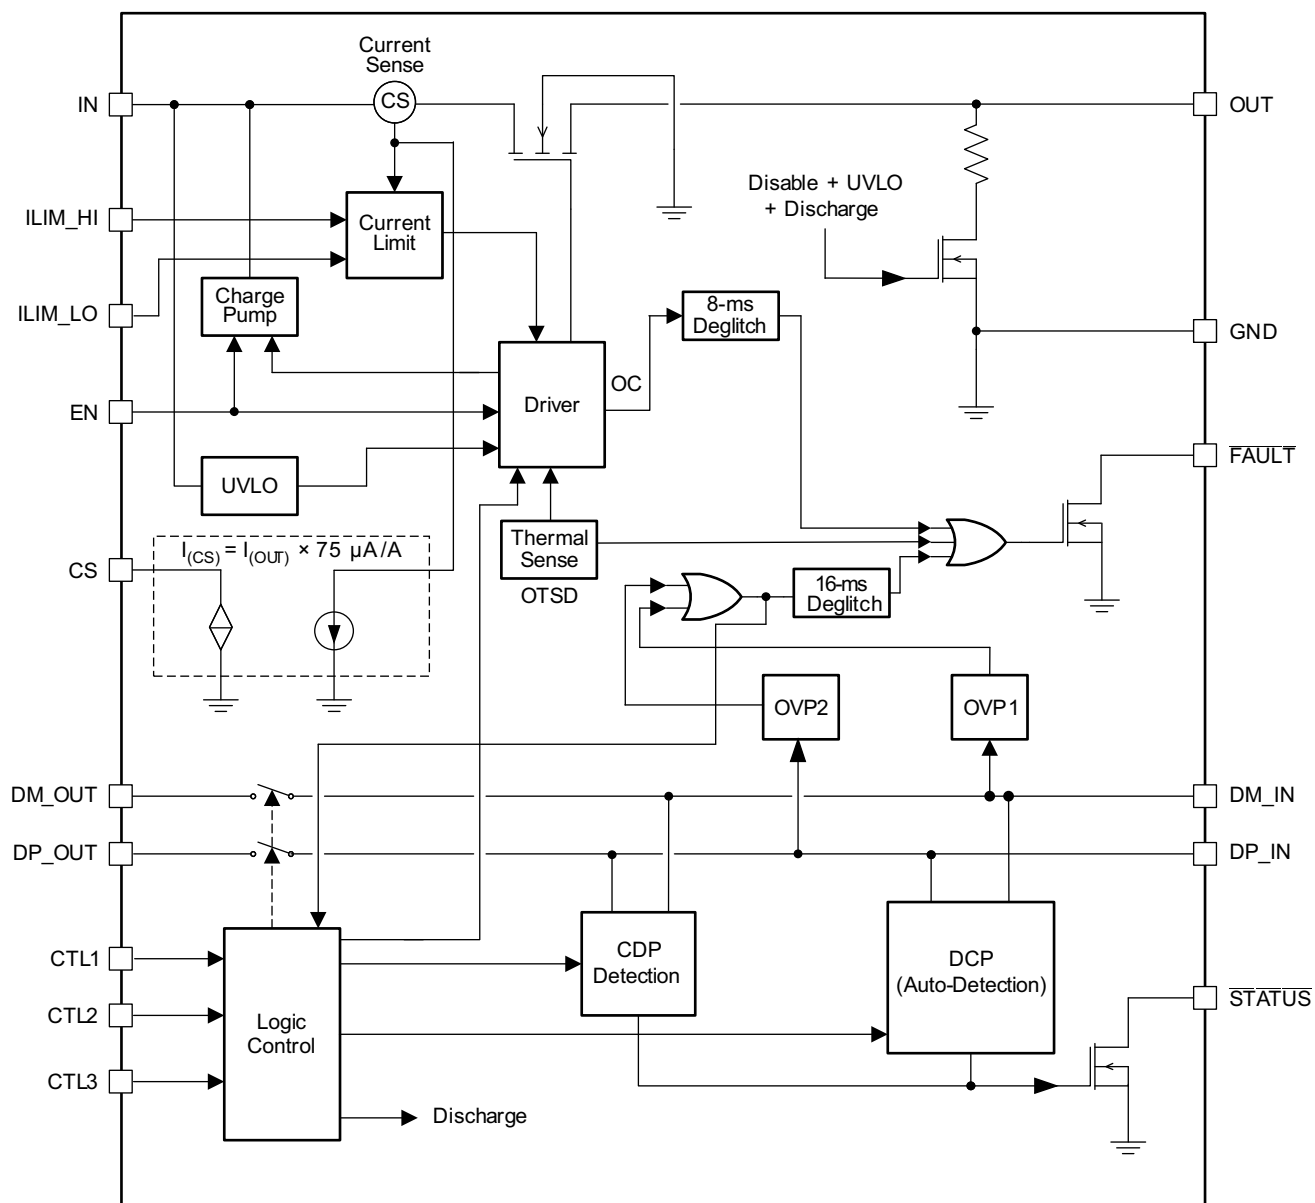 Current
Sense
IN
CS
OUT
Disable + UVLO
+ Discharge
ILIM_HI
Current
Limit
ILIM_LO
Charge
Pump
8-ms
Deglitch
GND
OC
EN
Driver
FAULT
UVLO
I(CS) = I(OUT) × 75 µA/A
CS
Thermal
Sense
OTSD
16-ms
Deglitch
OVP2
OVP1
DM_OUT
DM_IN
DP_OUT
DP_IN
CTL1
CDP
Detection
DCP
(Auto-Detection)
STATUS
CTL2
Logic
Control
CTL3
Discharge